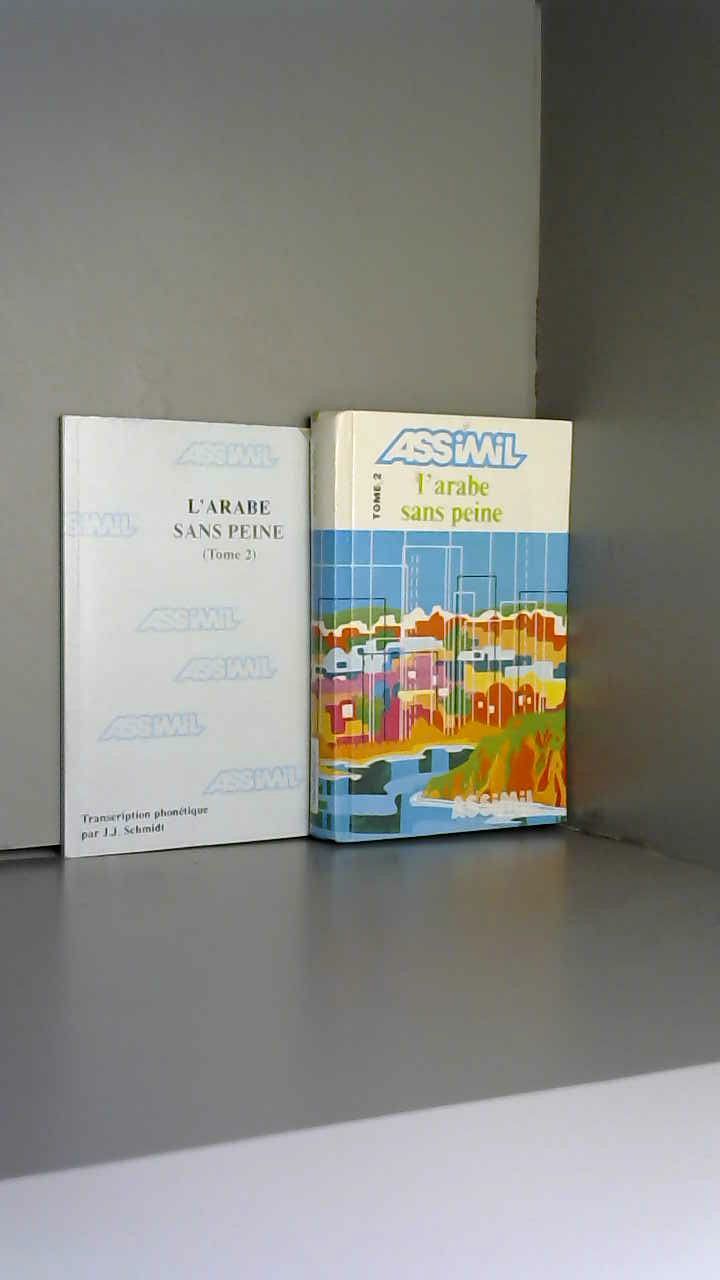 ASSiMiL
L'ARABE
SANS PEINE
(Tome 2)
ASSiMiL
ASSiMiL
ASSiMiL
ASSiMiL
ASSiMiL
Transcription phonétique
par J.J. Schmidt
ASSiMiL
TOME 2
l'arabe
sans peine
ASSiMiL